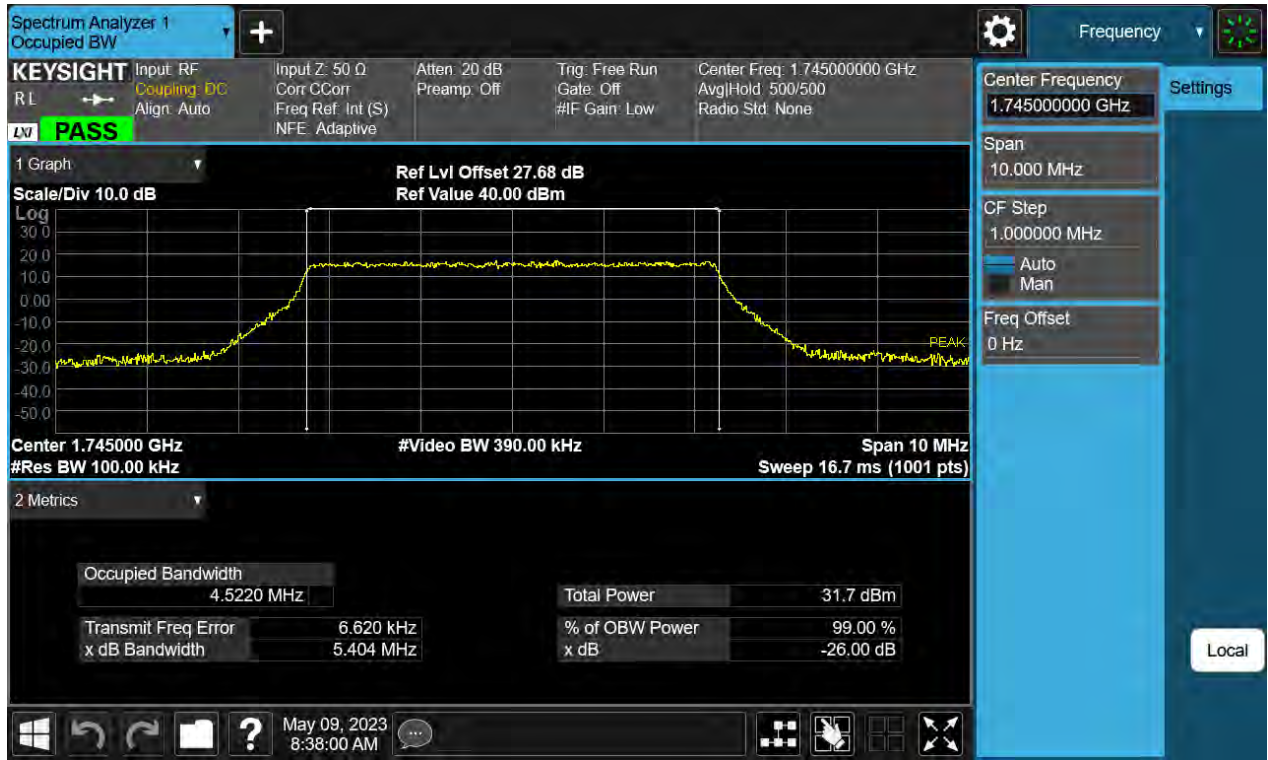 Spectrum Analyzer 1
Occupied BW
+
Frequency
KEYSIGHT
RL
LXI
PASS
Input: RF
Coupling: DC
Align: Auto
Input Z: 50 Ω
Corr CCorr
Freq Ref: Int (S)
NFE: Adaptive
Atten: 20 dB
Preamp: Off
Trig: Free Run
Gate: Off
#IF Gain: Low
Center Freq: 1.745000000 GHz
Avg|Hold: 500/500
Radio Std: None
1 Graph
Scale/Div 10.0 dB
Ref Lvl Offset 27.68 dB
Ref Value 40.00 dBm
Log
30.0
20.0
10.0
0.00
-10.0
-20.0
-30.0
-40.0
-50.0
PEAK
Center 1.745000 GHz
#Video BW 390.00 kHz
Span 10 MHz
#Res BW 100.00 kHz
Sweep 16.7 ms (1001 pts)
2 Metrics
Occupied Bandwidth
4.5220 MHz
Total Power 31.7 dBm
Transmit Freq Error 6.620 kHz
% of OBW Power 99.00 %
x dB Bandwidth 5.404 MHz
x dB -26.00 dB
Center Frequency
1.745000000 GHz
Settings
Span
10.000 MHz
CF Step
1.000000 MHz
Auto
Man
Freq Offset
0 Hz
Local
?
May 09, 2023
8:38:00 AM